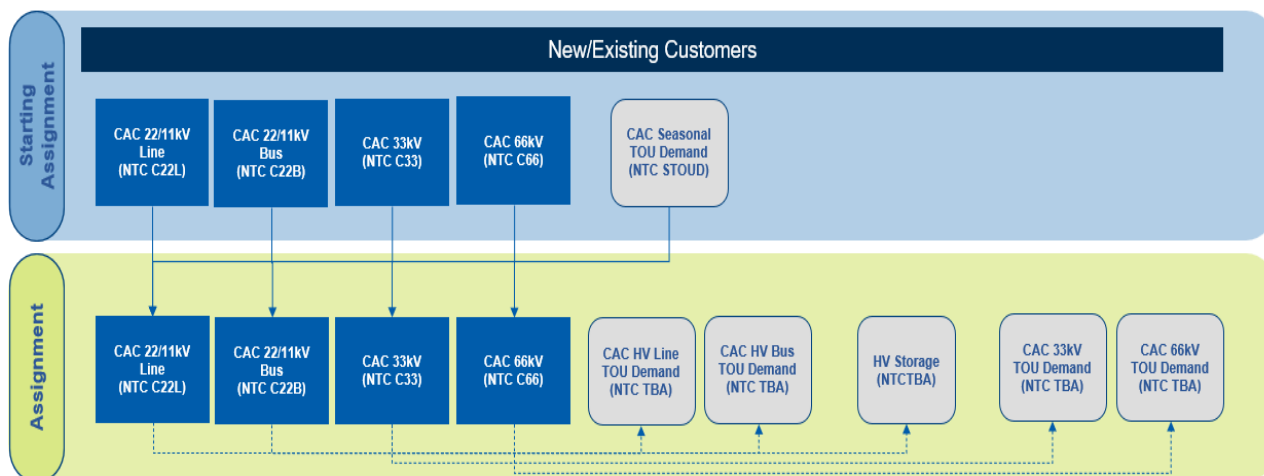 New/Existing Customers
Starting
Assignment
CAC 22/11kV
Line
(NTC C22L)
CAC 22/11kV
Bus
(NTC C22B)
CAC 33kV
(NTC C33)
CAC 66kV
(NTC C66)
CAC Seasonal
TOU Demand
(NTC STOUD)
Assignment
CAC 22/11kV
Line
(NTC C22L)
CAC 22/11kV
Bus
(NTC C22B)
CAC 33kV
(NTC C33)
CAC 66kV
(NTC C66)
CAC HV Line
TOU Demand
(NTC TBA)
CAC HV Bus
TOU Demand
(NTC TBA)
HV Storage
(NTCTBA)
CAC 33kV
TOU Demand
(NTC TBA)
CAC 66kV
TOU Demand
(NTC TBA)